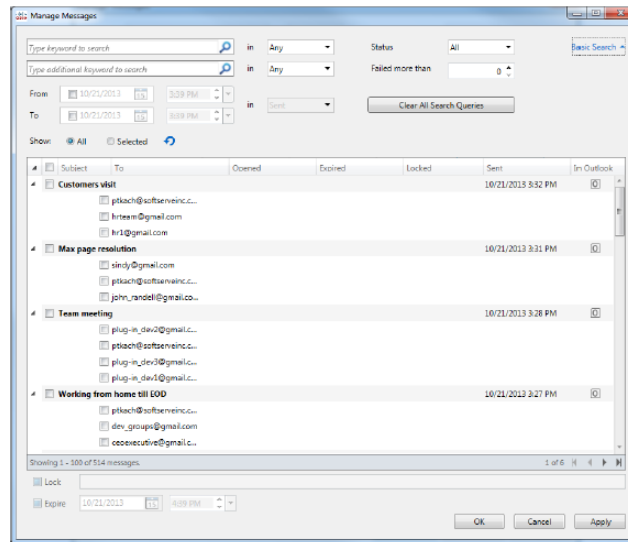 Manage Messages
Type keyword to search in Any Status All Basic Search
Type additional keyword to search in Any Failed more than 0
From 10/21/2013 15 3:39 PM
in Sent Clear All Search Queries
To 10/21/2013 15
Show: All Selected
Subject To Opened Expired Locked Sent In Outlook
Customers visit 10/21/2013 3:32 PM O
ptkach@softserveinc.c...
hrteam@gmail.com
hr1@gmail.com
Max page resolution 10/21/2013 3:31 PM O
sindy@gmail.com
ptkach@softserveinc.c...
john_randell@gmail.co...
Team meeting 10/21/2013 3:28 PM O
plug-in_dev2@gmail.c...
ptkach@softserveinc.c...
plug-in_dev3@gmail.c...
plug-in_dev1@gmail.c...
Working from home till EOD 10/21/2013 3:27 PM O
ptkach@softserveinc.c...
dev_groups@gmail.com
ceoexecutive@gmail.com
Showing 1 - 100 of 514 messages. 1 of 6
Lock
Expire 10/21/2013 15 4:39 PM
OK Cancel Apply